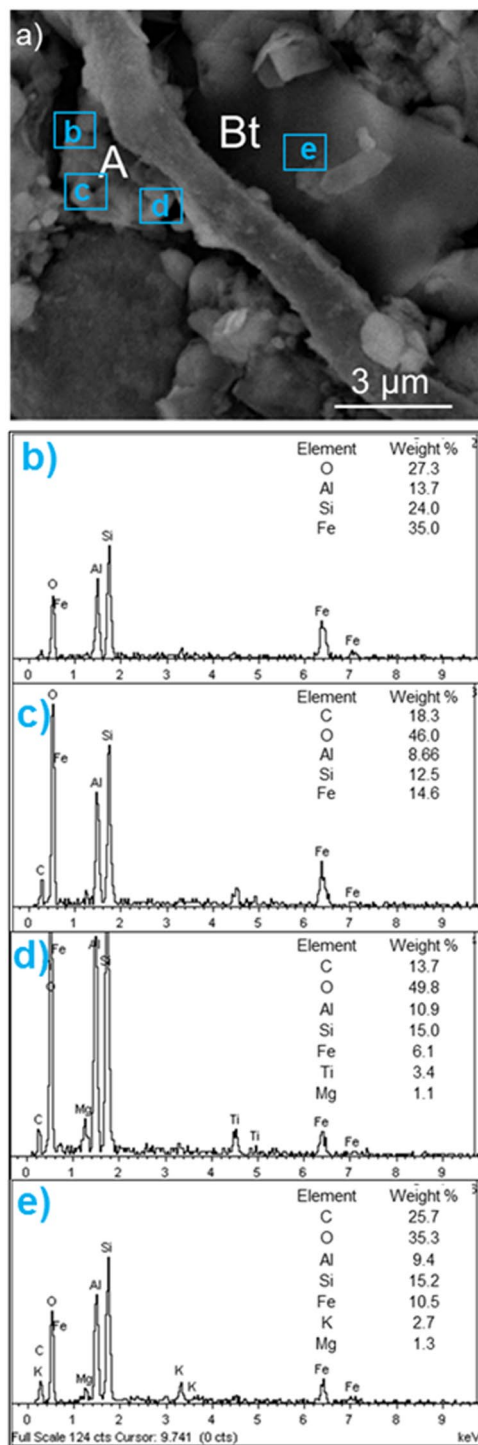 a)
b
A
Bt
e
c
d
3 µm
b)
Element Weight %
O 27.3
Al 13.7
Si 24.0
Fe 35.0
Si
Al
O
Fe
Fe
Fe
0 1 2 3 4 5 6 7 8 9
c)
Element Weight %
C 18.3
O 46.0
Al 8.66
Si 12.5
Fe 14.6
O
Si
Fe
Al
Fe
C
Fe
0 1 2 3 4 5 6 7 8 9
d)
Element Weight %
C 13.7
O 49.8
Al 10.9
Si 15.0
Fe 6.1
Ti 3.4
Mg 1.1
Fe
Al
Si
O
C
Mg
Ti
Ti
Fe
Fe
0 1 2 3 4 5 6 7 8 9
e)
Element Weight %
C 25.7
O 35.3
Al 9.4
Si 15.2
Fe 10.5
K 2.7
Mg 1.3
Si
Al
O
Fe
C
K
Mg
K
K
Fe
Fe
0 1 2 3 4 5 6 7 8 9
Full Scale 124 cts Cursor: 9.741 (0 cts) keV